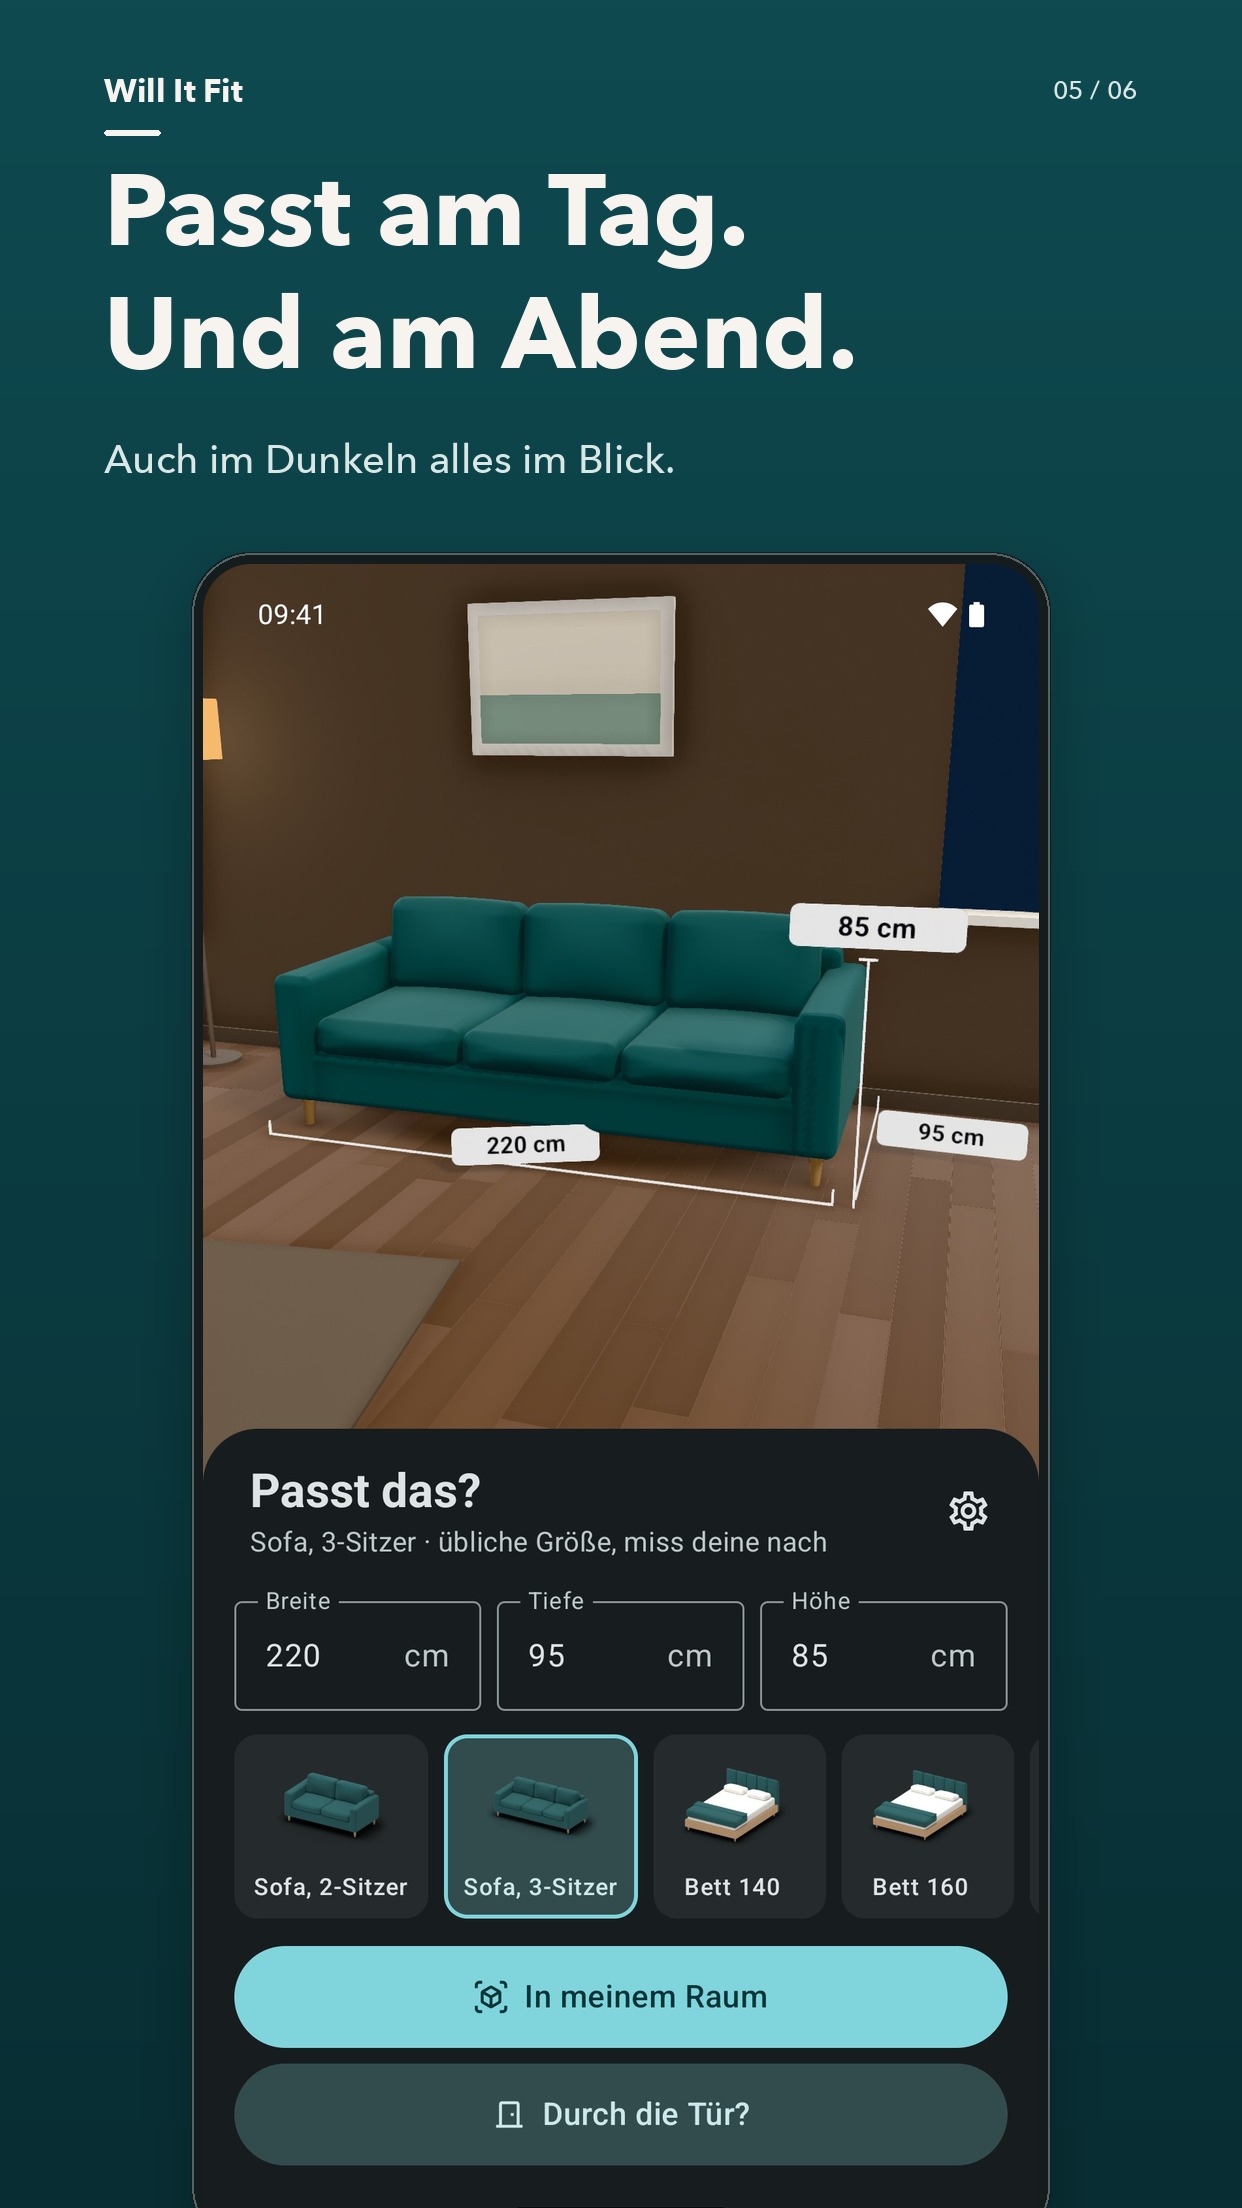 Will It Fit
05 / 06
Passt am Tag.
Und am Abend.
Auch im Dunkeln alles im Blick.
09:41
85 cm
220 cm
95 cm
Passt das?
Sofa, 3-Sitzer · übliche Größe, miss deine nach
Breite
Tiefe
Höhe
220 cm
95 cm
85 cm
Sofa, 2-Sitzer
Sofa, 3-Sitzer
Bett 140
Bett 160
In meinem Raum
Durch die Tür?